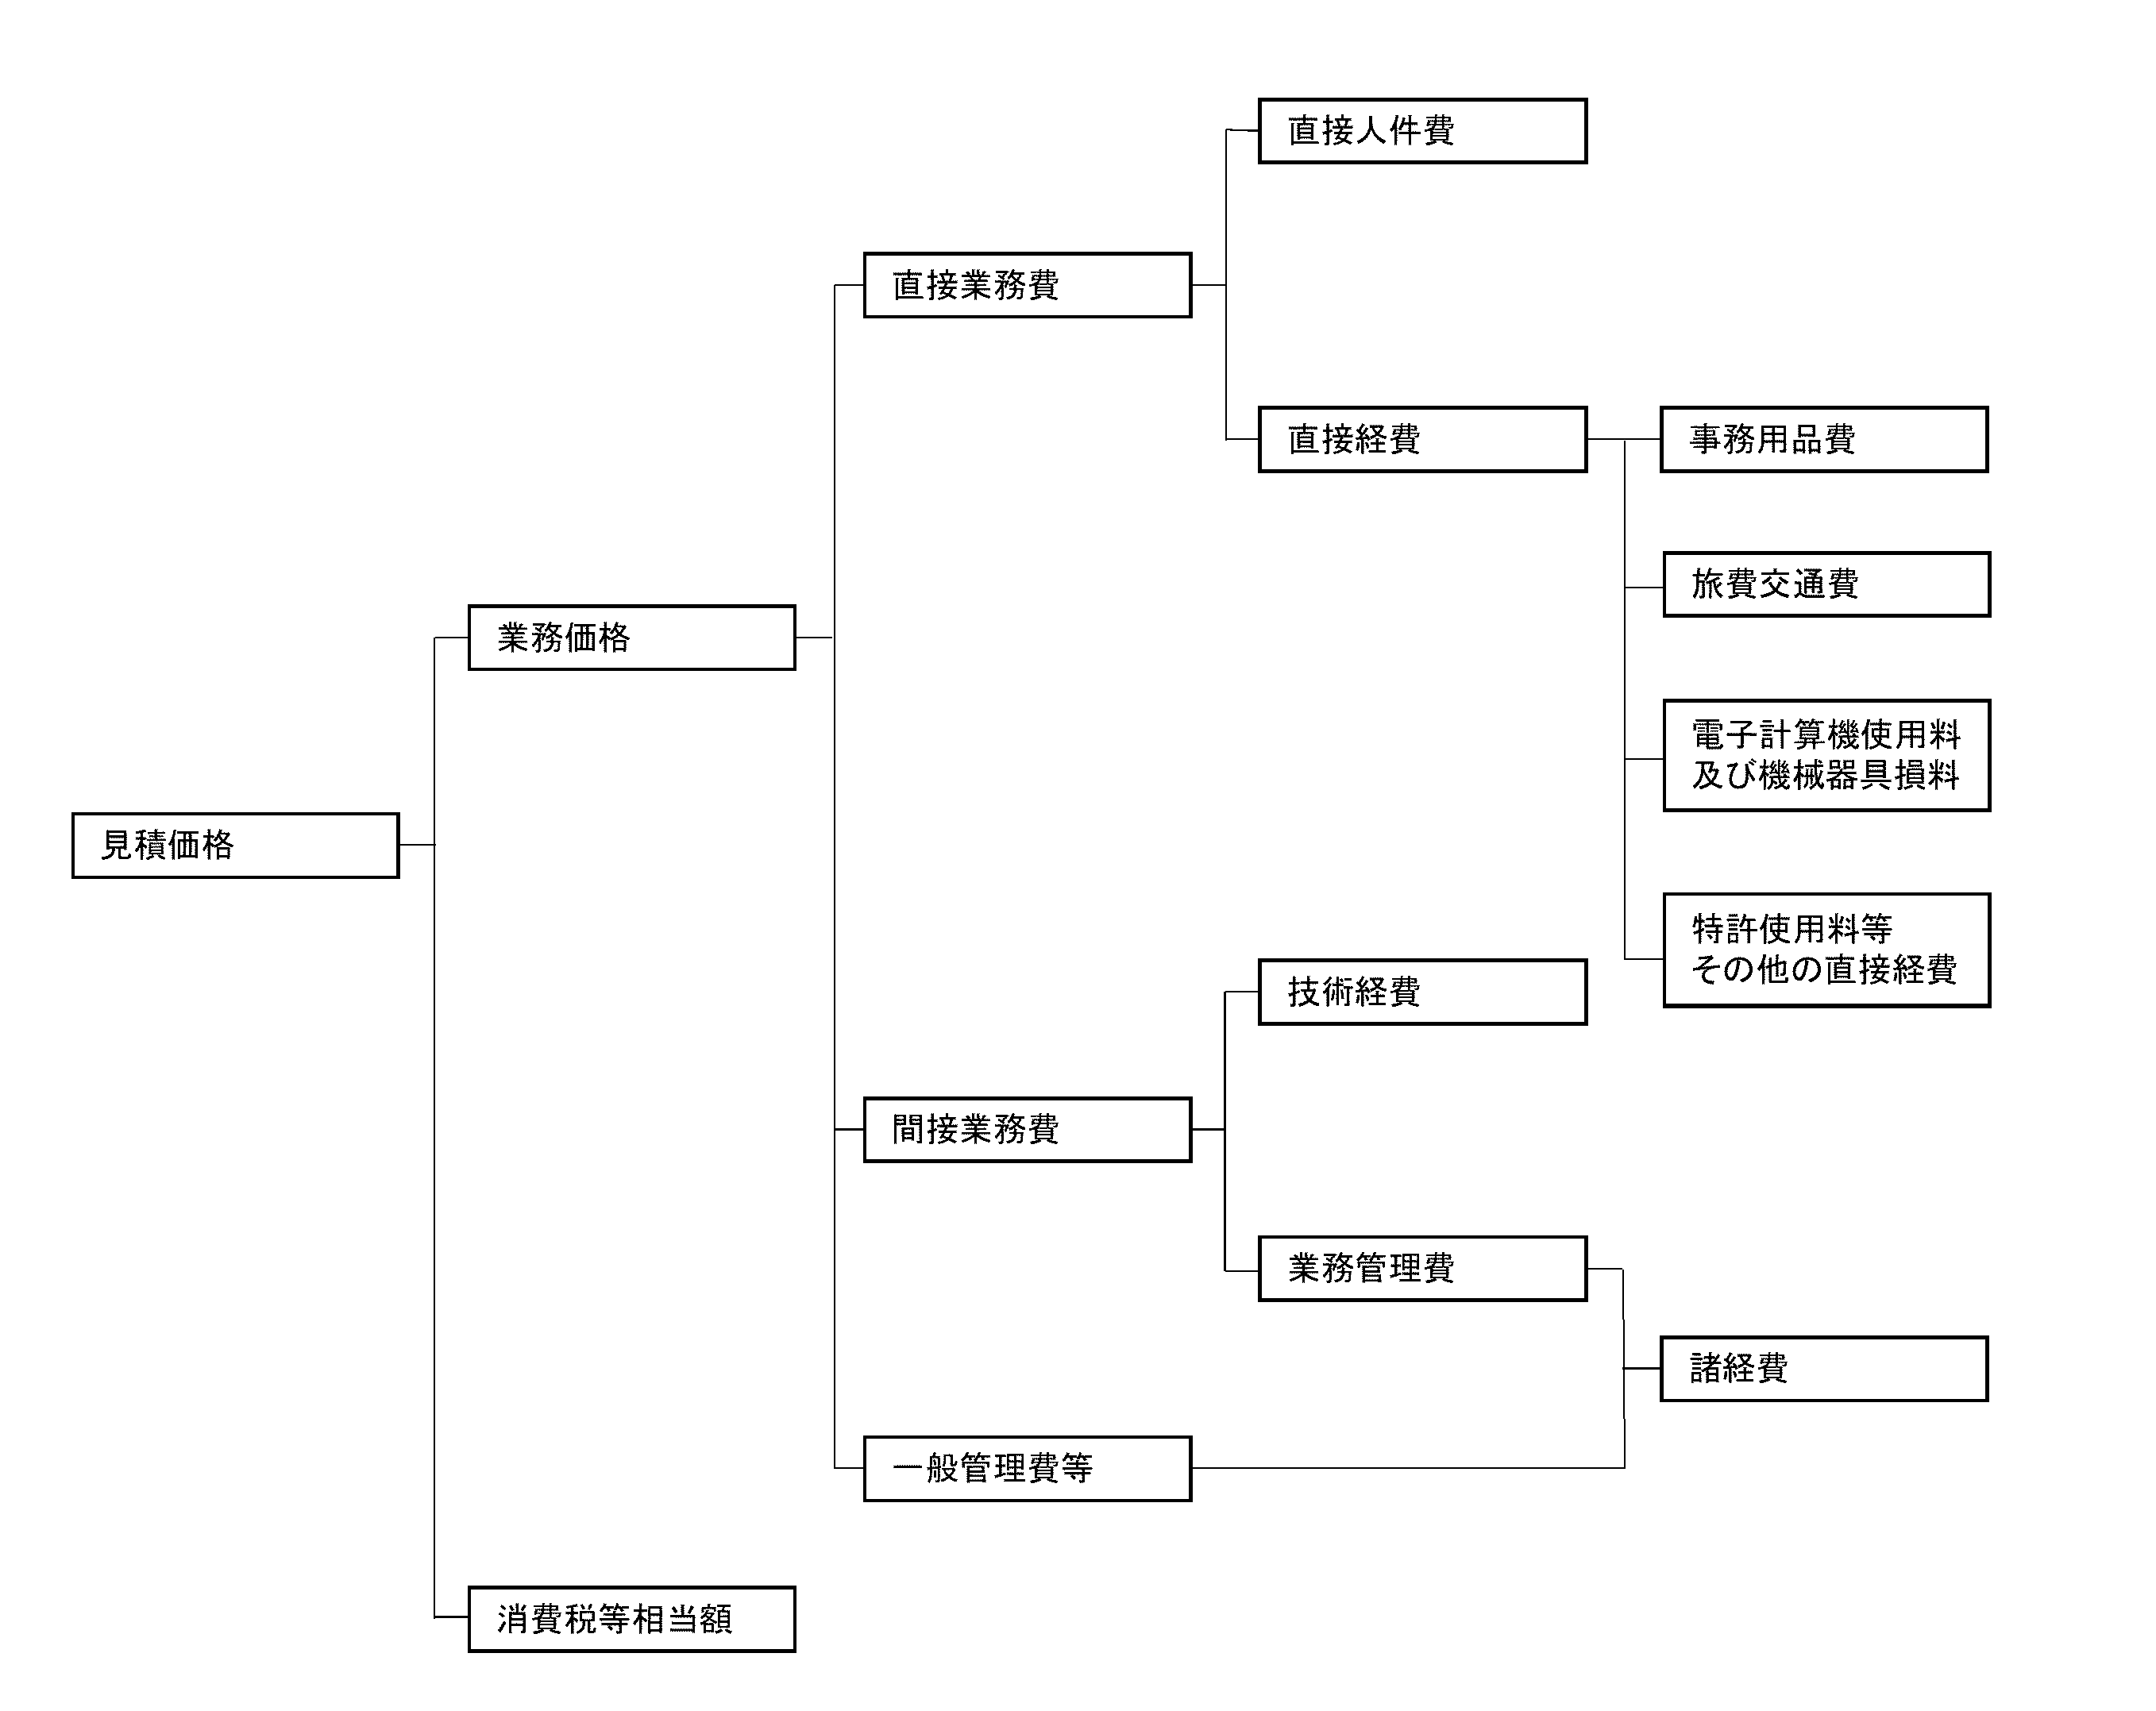 直接人件費
直接業務費
直接経費
事務用品費
旅費交通費
業務価格
電子計算機使用料
及び機械器具損料
見積価格
特許使用料等
その他の直接経費
技術経費
間接業務費
業務管理費
諸経費
一般管理費等
消費税等相当額